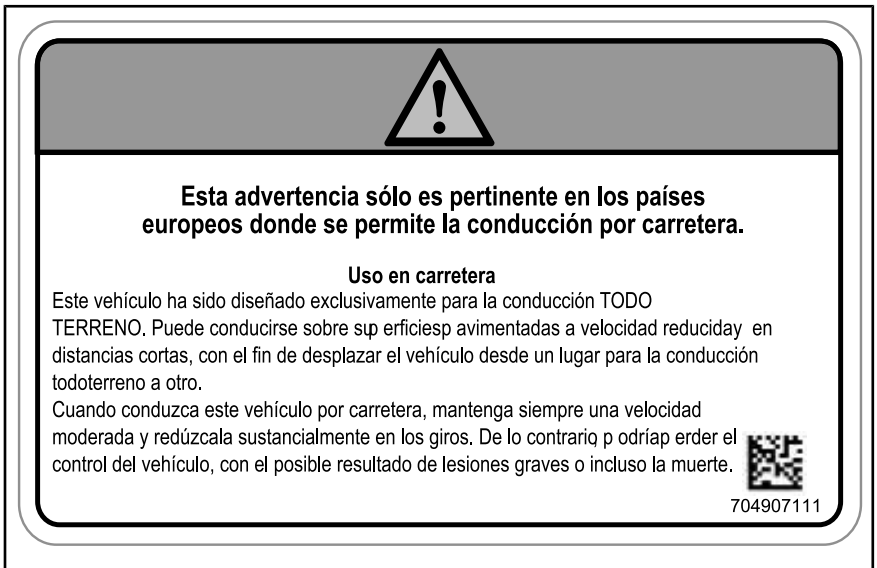 Esta advertencia sólo es pertinente en los países
europeos donde se permite la conducción por carretera.
Uso en carretera
Este vehículo ha sido diseñado exclusivamente para la conducción TODO
TERRENO. Puede conducirse sobre sup erficiesp avimentadas a velocidad reduciday en
distancias cortas, con el fin de desplazar el vehículo desde un lugar para la conducción
todoterreno a otro.
Cuando conduzca este vehículo por carretera, mantenga siempre una velocidad
moderada y redúzcala sustancialmente en los giros. De lo contrario, p odríap erder el
control del vehículo, con el posible resultado de lesiones graves o incluso la muerte.
704907111